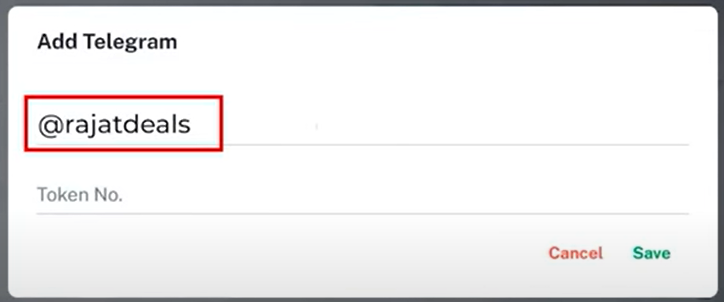 Add Telegram
@rajatdeals
Token No.
Cancel Save